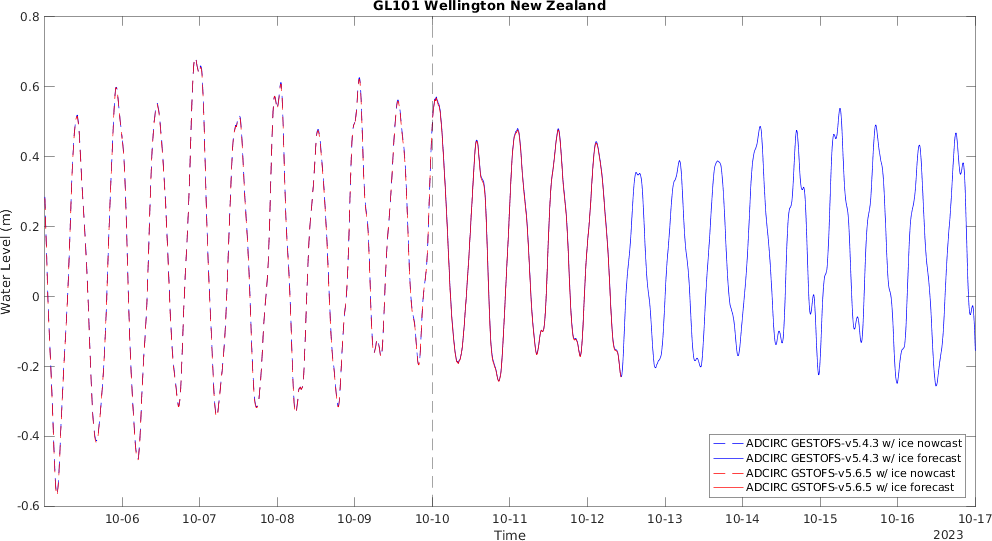 GL101 Wellington New Zealand
0.8
0.6
0.4
0.2
0
-0.2
-0.4
-0.6
Water Level (m)
10-06 10-07 10-08 10-09 10-10 10-11 10-12 10-13 10-14 10-15 10-16 10-17
Time
2023
ADCIRC GESTOFS-v5.4.3 w/ ice nowcast
ADCIRC GESTOFS-v5.4.3 w/ ice forecast
ADCIRC GSTOFS-v5.6.5 w/ ice nowcast
ADCIRC GSTOFS-v5.6.5 w/ ice forecast